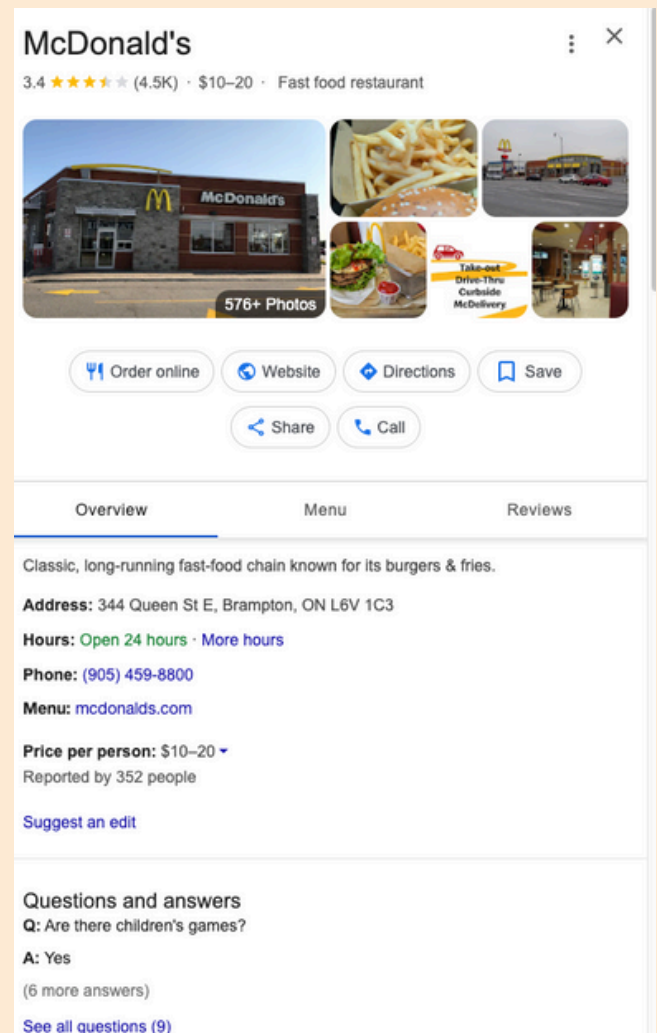 McDonald's
3.4 (4.5K) · $10–20 · Fast food restaurant
McDonald's
576+ Photos
Take-out
Drive-Thru
Curbside
McDelivery
Order online
Website
Directions
Save
Share
Call
Overview
Menu
Reviews
Classic, long-running fast-food chain known for its burgers & fries.
Address: 344 Queen St E, Brampton, ON L6V 1C3
Hours: Open 24 hours · More hours
Phone: (905) 459-8800
Menu: mcdonalds.com
Price per person: $10–20
Reported by 352 people
Suggest an edit
Questions and answers
Q: Are there children's games?
A: Yes
(6 more answers)
See all questions (9)